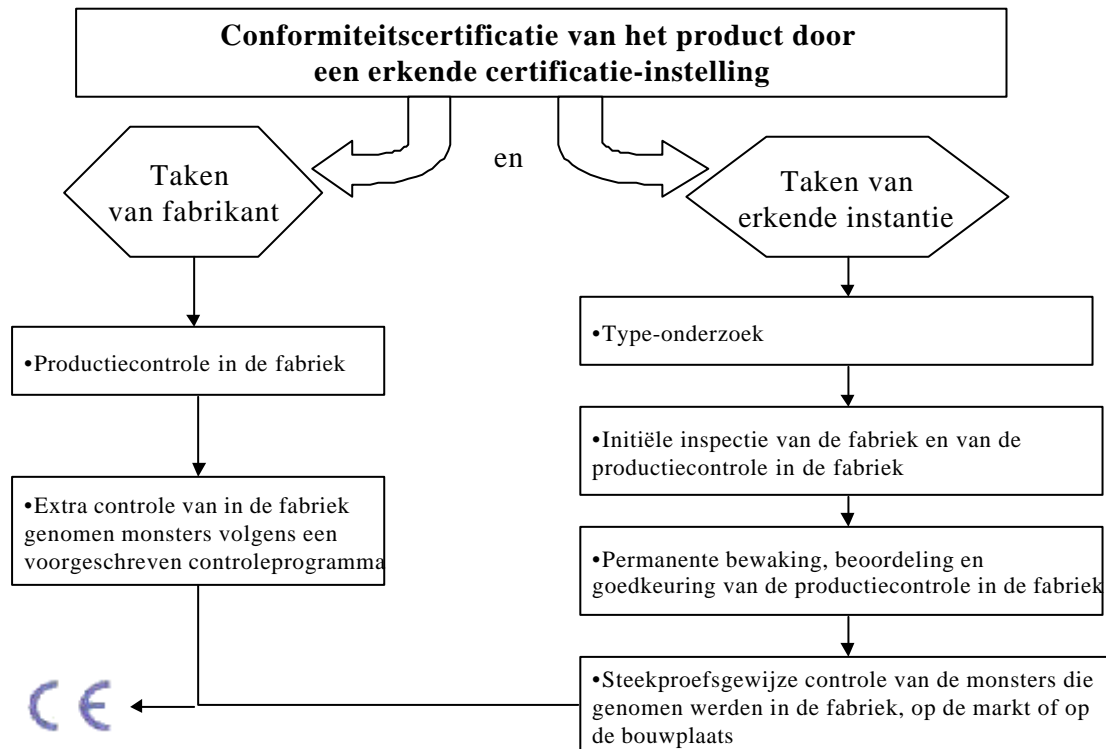 Conformiteitscertificatie van het product door
een erkende certificatie-instelling
en
Taken
van fabrikant
Taken van
erkende instantie
•Productiecontrole in de fabriek
•Extra controle van in de fabriek
genomen monsters volgens een
voorgeschreven controleprogramma
•Type-onderzoek
•Initiële inspectie van de fabriek en van de
productiecontrole in de fabriek
•Permanente bewaking, beoordeling en
goedkeuring van de productiecontrole in de fabriek
•Steekproefsgewijze controle van de monsters die
genomen werden in de fabriek, op de markt of op
de bouwplaats
CE